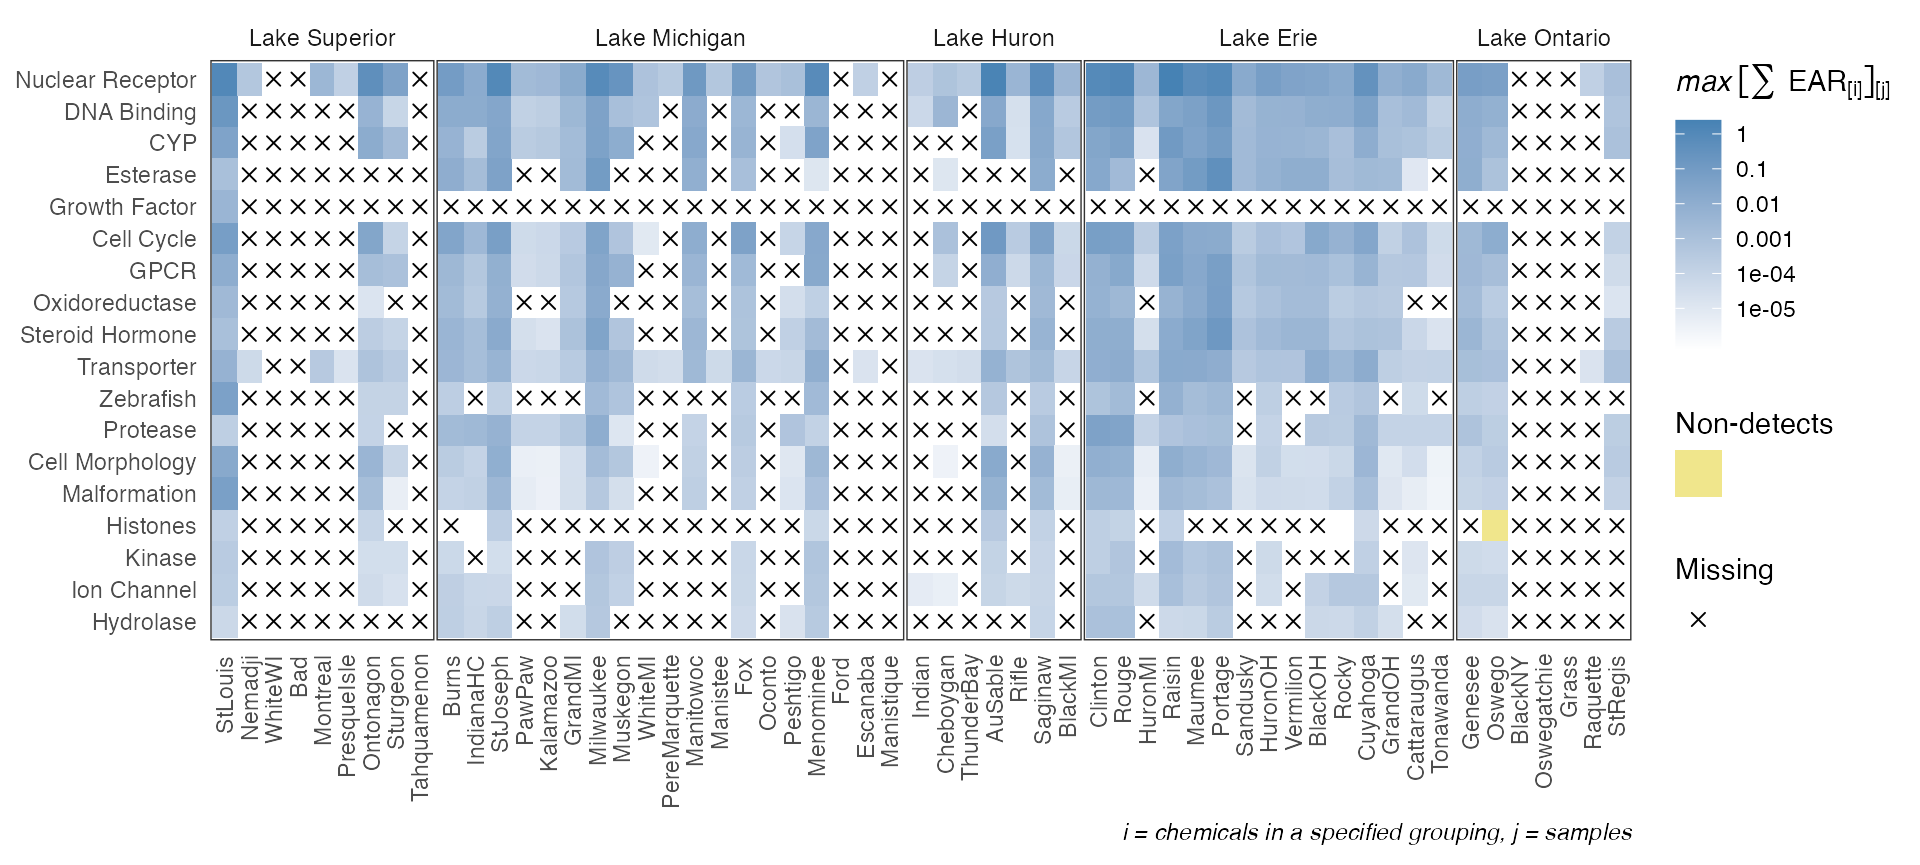 Lake Superior Lake Michigan Lake Huron Lake Erie Lake Ontario
Nuclear Receptor
DNA Binding
CYP
Esterase
Growth Factor
Cell Cycle
GPCR
Oxidoreductase
Steroid Hormone
Transporter
Zebrafish
Protease
Cell Morphology
Malformation
Histones
Kinase
Ion Channel
Hydrolase
StLouis
Nemadji
WhiteWI
Bad
Montreal
PresqueIsle
Ontonagon
Sturgeon
Tahquamenon
Burns
IndianaHC
StJoseph
PawPaw
Kalamazoo
GrandMI
Milwaukee
Muskegon
WhiteMI
PereMarquette
Manitowoc
Manistee
Fox
Oconto
Peshtigo
Menominee
Ford
Escanaba
Manistique
Indian
Cheboygan
ThunderBay
AuSable
Rifle
Saginaw
BlackMI
Clinton
Rouge
HuronMI
Raisin
Maumee
Portage
Sandusky
HuronOH
Vermilion
BlackOH
Rocky
Cuyahoga
GrandOH
Cattaraugus
Tonawanda
Genesee
Oswego
BlackNY
Oswegatchie
Grass
Raquette
StRegis
max [∑ EAR[i]][j]
1
0.1
0.01
0.001
1e-04
1e-05
Non-detects
Missing
i = chemicals in a specified grouping, j = samples